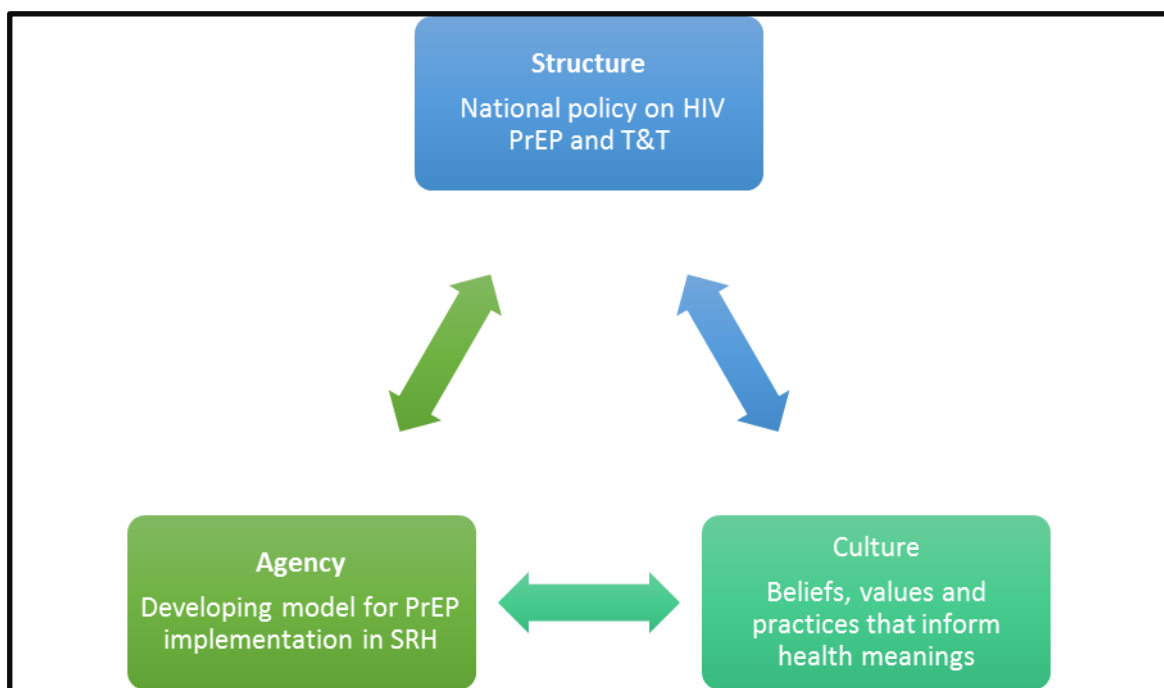 Structure
National policy on HIV
PrEP and T&T
Agency
Developing model for PrEP
implementation in SRH
Culture
Beliefs, values and
practices that inform
health meanings